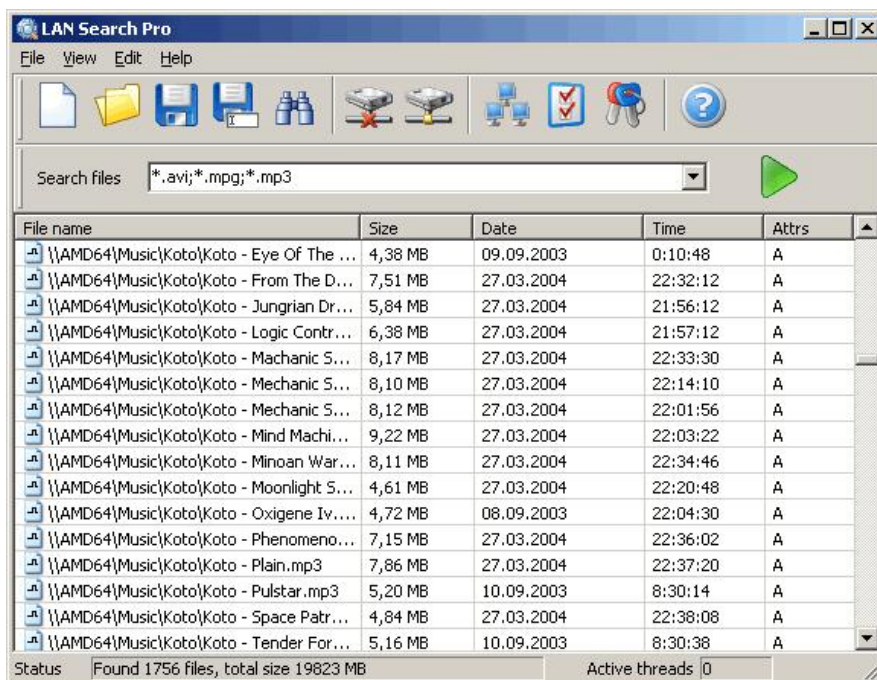 LAN Search Pro
File View Edit Help
Search files *.avi;*.mpg;*.mp3
File name Size Date Time Attrs
\\AMD64\Music\Koto\Koto - Eye Of The ... 4,38 MB 09.09.2003 0:10:48 A
\\AMD64\Music\Koto\Koto - From The D... 7,51 MB 27.03.2004 22:32:12 A
\\AMD64\Music\Koto\Koto - Jungrian Dr... 5,84 MB 27.03.2004 21:56:12 A
\\AMD64\Music\Koto\Koto - Logic Contr... 6,38 MB 27.03.2004 21:57:12 A
\\AMD64\Music\Koto\Koto - Machanic S... 8,17 MB 27.03.2004 22:33:30 A
\\AMD64\Music\Koto\Koto - Mechanic S... 8,10 MB 27.03.2004 22:14:10 A
\\AMD64\Music\Koto\Koto - Mechanic S... 8,12 MB 27.03.2004 22:01:56 A
\\AMD64\Music\Koto\Koto - Mind Machi... 9,22 MB 27.03.2004 22:03:22 A
\\AMD64\Music\Koto\Koto - Minoan War... 8,11 MB 27.03.2004 22:34:46 A
\\AMD64\Music\Koto\Koto - Moonlight S... 4,61 MB 27.03.2004 22:20:48 A
\\AMD64\Music\Koto\Koto - Oxigene Iv.... 4,72 MB 08.09.2003 22:04:30 A
\\AMD64\Music\Koto\Koto - Phenomeno... 7,15 MB 27.03.2004 22:36:02 A
\\AMD64\Music\Koto\Koto - Plain.mp3 7,86 MB 27.03.2004 22:37:20 A
\\AMD64\Music\Koto\Koto - Pulstar.mp3 5,20 MB 10.09.2003 8:30:14 A
\\AMD64\Music\Koto\Koto - Space Patr... 4,84 MB 27.03.2004 22:38:08 A
\\AMD64\Music\Koto\Koto - Tender For... 5,16 MB 10.09.2003 8:30:38 A
Status Found 1756 files, total size 19823 MB Active threads 0